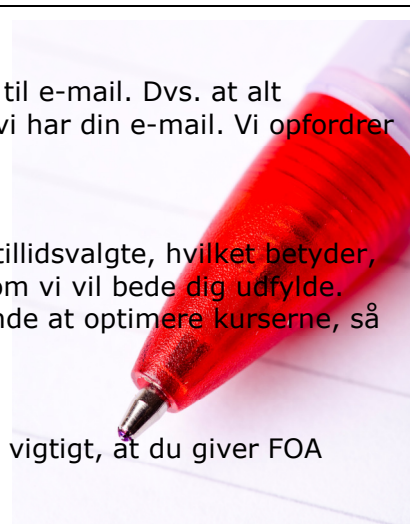 til e-mail. Dvs. at alt
vi har din e-mail. Vi opfordrer
tillidsvalgte, hvilket betyder,
om vi vil bede dig udfylde.
nde at optimere kurserne, så
vigtigt, at du giver FOA